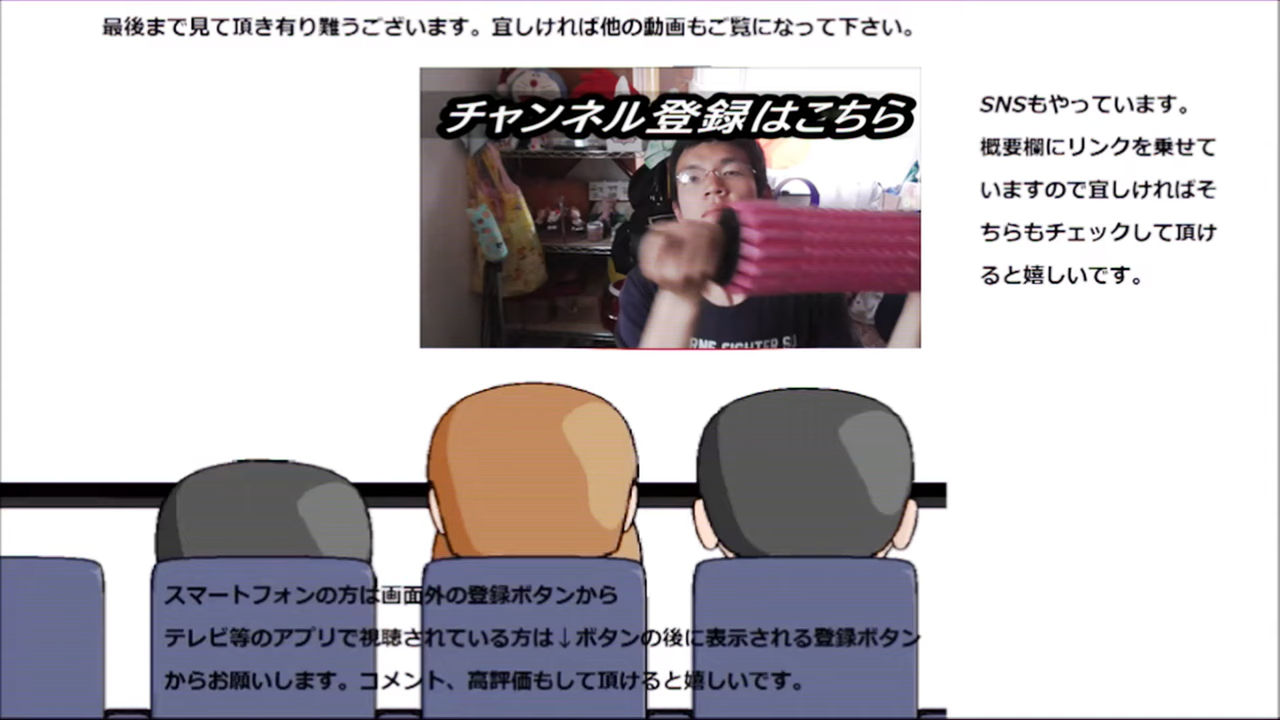 最後まで見て頂き有り難うございます。宜しければ他の動画もご覧になって下さい。
チャンネル登録はこちら
SNSもやっています。
概要欄にリンクを乗せて
いますので宜しければそ
ちらもチェックして頂け
ると嬉しいです。
スマートフォンの方は画面外の登録ボタンから
テレビ等のアプリで視聴されている方は↓ボタンの後に表示される登録ボタン
からお願いします。コメント、高評価もして頂けると嬉しいです。